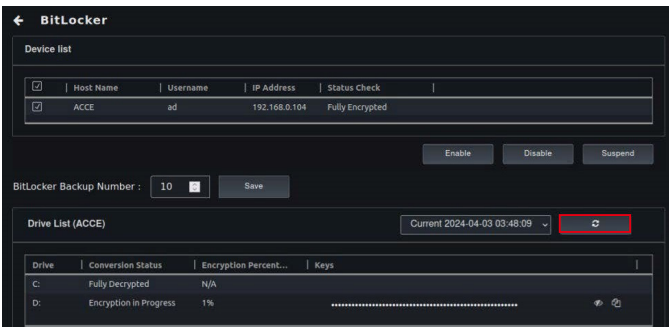 BitLocker
Device list
Host Name Username IP Address Status Check
ACCE ad 192.168.0.104 Fully Encrypted
Enable Disable Suspend
BitLocker Backup Number : 10 Save
Drive List (ACCE) Current 2024-04-03 03:48:09
Drive Conversion Status Encryption Percent... Keys
C: Fully Decrypted N/A
D: Encryption in Progress 1%